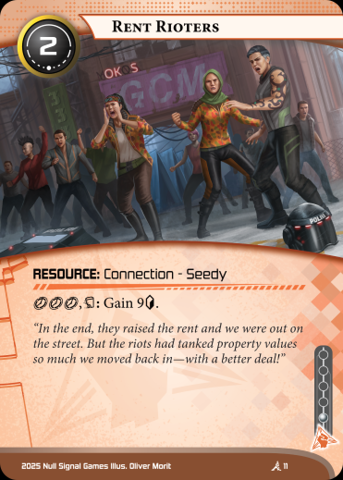 Rent Rioters
2
OKOS
GCM
POLI
RESOURCE: Connection - Seedy
, : Gain 9 .
“In the end, they raised the rent and we were out on
the street. But the riots had tanked property values
so much we moved back in—with a better deal!”
2025 Null Signal Games Illus. Oliver Morit
11